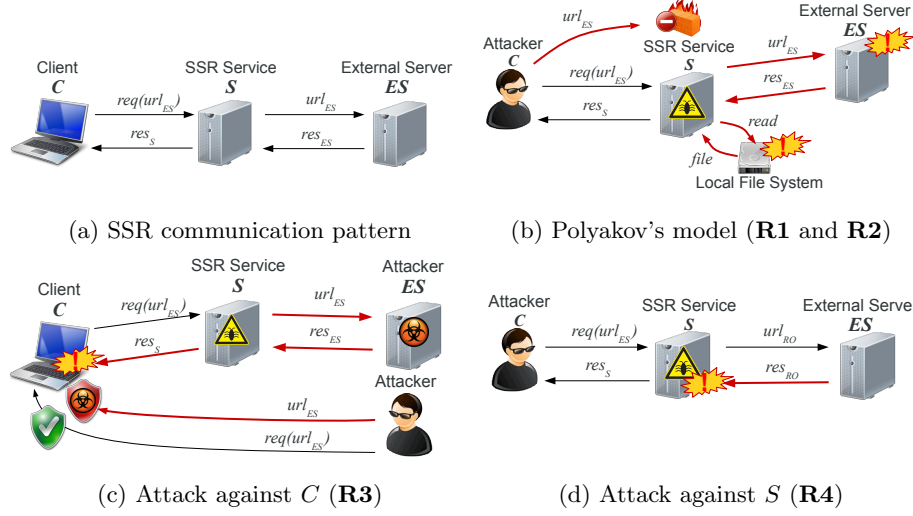 Client
C
SSR Service
S
External Server
ES
req(url_ES)
url_ES
res_S
res_ES
(a) SSR communication pattern
url_ES
Attacker
C
SSR Service
S
External Server
ES
req(url_ES)
url_ES
res_ES
res_S
read
file
Local File System
(b) Polyakov's model (R1 and R2)
Client
C
SSR Service
S
Attacker
ES
req(url_ES)
url_ES
res_S
res_ES
Attacker
url_ES
req(url_ES)
(c) Attack against C (R3)
Attacker
C
SSR Service
S
External Serve
ES
req(url_ES)
url_RO
res_S
res_RO
(d) Attack against S (R4)